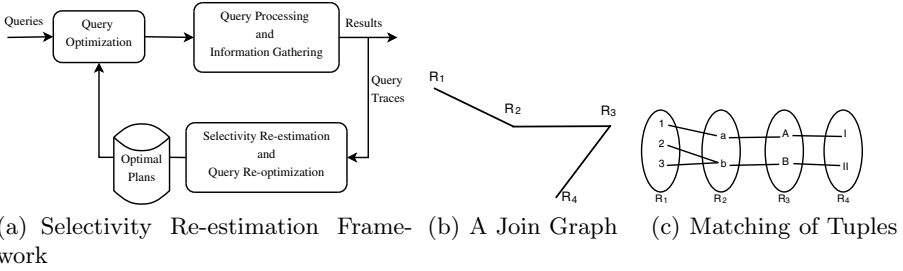 Queries
Query
Optimization
Query Processing
and
Information Gathering
Results
Query
Traces
Selectivity Re-estimation
and
Query Re-optimization
Optimal
Plans
R1
R2
R3
R4
1
2
3
a
b
A
B
I
II
R1
R2
R3
R4
(a) Selectivity Re-estimation Frame-
work
(b) A Join Graph
(c) Matching of Tuples